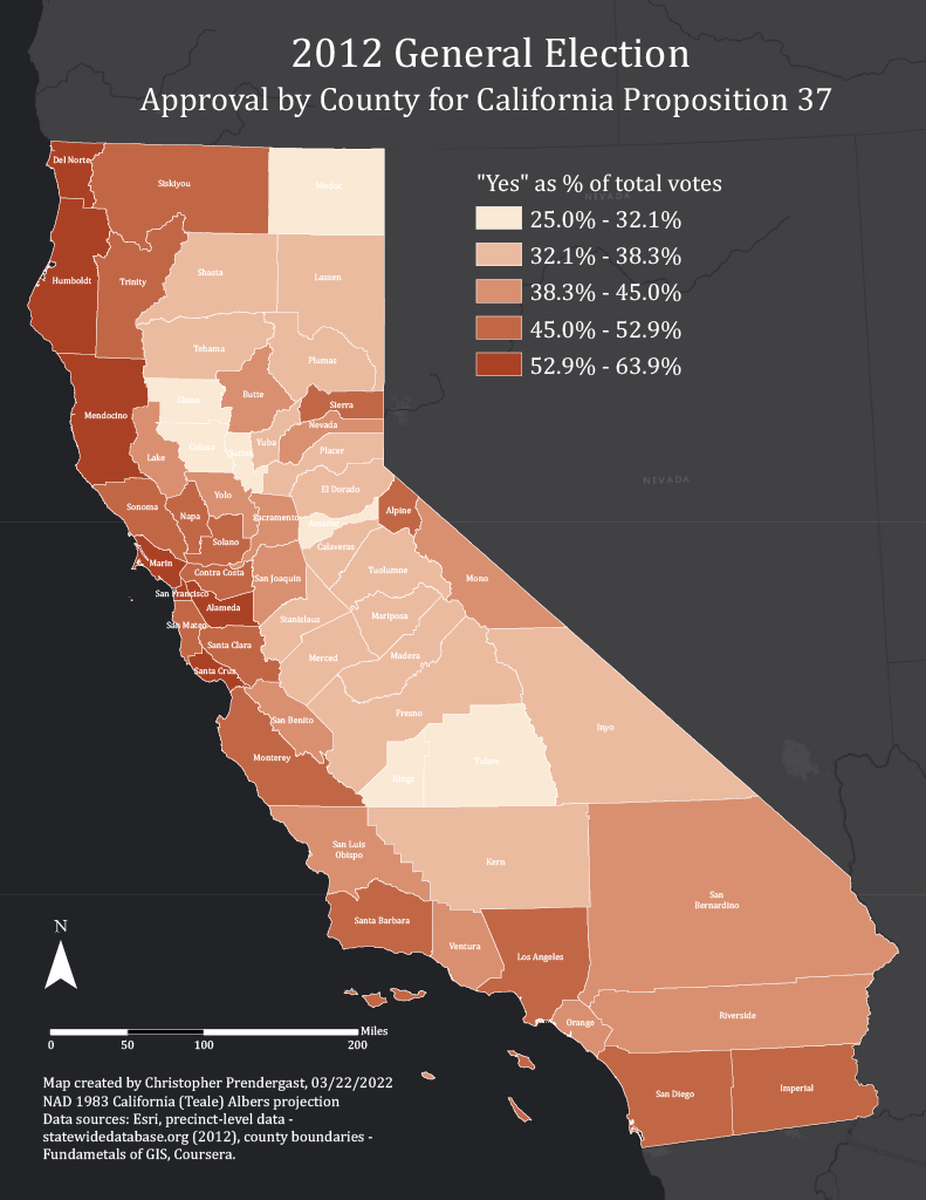 2012 General Election
Approval by County for California Proposition 37
"Yes" as % of total votes
NEVADA
25.0% - 32.1%
32.1% - 38.3%
38.3% - 45.0%
45.0% - 52.9%
52.9% - 63.9%
Del Norte
Siskiyou
Modoc
Humboldt
Trinity
Shasta
Lassen
Tehama
Plumas
Mendocino
Glenn
Butte
Sierra
Lake
Colusa
Sutter
Yuba
Nevada
Placer
NEVADA
Sonoma
Napa
Yolo
El Dorado
Solano
Sacramento
Amador
Alpine
Marin
Contra Costa
San Joaquin
Calaveras
Tuolumne
Mono
San Francisco
Alameda
San Mateo
Stanislaus
Mariposa
Santa Clara
Santa Cruz
Merced
Madera
San Benito
Fresno
Inyo
Monterey
Kings
Tulare
San Luis
Obispo
Kern
San
Bernardino
Santa Barbara
Ventura
Los Angeles
Orange
Riverside
San Diego
Imperial
N
Miles
0 50 100 200
Map created by Christopher Prendergast, 03/22/2022
NAD 1983 California (Teale) Albers projection
Data sources: Esri, precinct-level data -
statewidedatabase.org (2012), county boundaries -
Fundametals of GIS, Coursera.